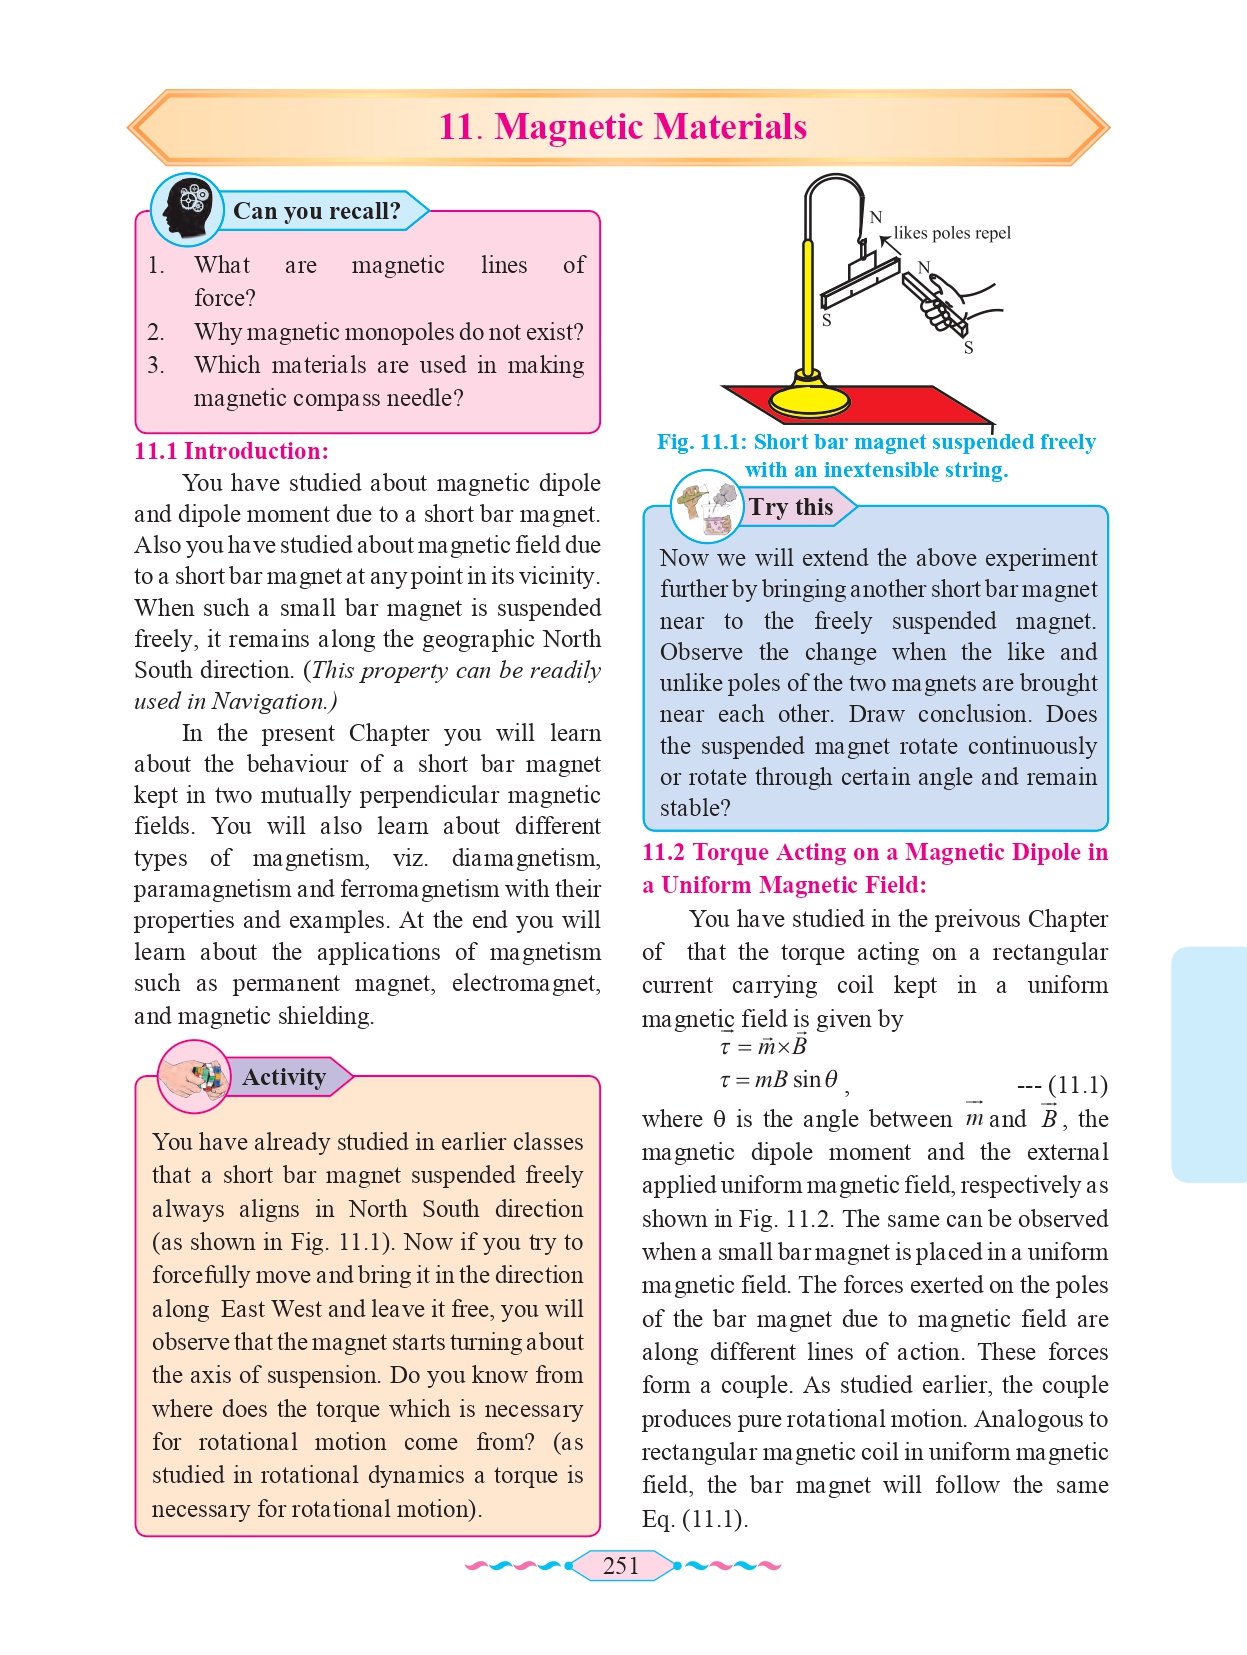 11. Magnetic Materials
Can you recall?
1. What are magnetic lines of
force?
2. Why magnetic monopoles do not exist?
3. Which materials are used in making
magnetic compass needle?
11.1 Introduction:
You have studied about magnetic dipole
and dipole moment due to a short bar magnet.
Also you have studied about magnetic field due
to a short bar magnet at any point in its vicinity.
When such a small bar magnet is suspended
freely, it remains along the geographic North
South direction. (This property can be readily
used in Navigation.)
In the present Chapter you will learn
about the behaviour of a short bar magnet
kept in two mutually perpendicular magnetic
fields. You will also learn about different
types of magnetism, viz. diamagnetism,
paramagnetism and ferromagnetism with their
properties and examples. At the end you will
learn about the applications of magnetism
such as permanent magnet, electromagnet,
and magnetic shielding.
Activity
You have already studied in earlier classes
that a short bar magnet suspended freely
always aligns in North South direction
(as shown in Fig. 11.1). Now if you try to
forcefully move and bring it in the direction
along East West and leave it free, you will
observe that the magnet starts turning about
the axis of suspension. Do you know from
where does the torque which is necessary
for rotational motion come from? (as
studied in rotational dynamics a torque is
necessary for rotational motion).
N
likes poles repel
N
S
S
Fig. 11.1: Short bar magnet suspended freely
with an inextensible string.
Try this
Now we will extend the above experiment
further by bringing another short bar magnet
near to the freely suspended magnet.
Observe the change when the like and
unlike poles of the two magnets are brought
near each other. Draw conclusion. Does
the suspended magnet rotate continuously
or rotate through certain angle and remain
stable?
11.2 Torque Acting on a Magnetic Dipole in
a Uniform Magnetic Field:
You have studied in the preivous Chapter
of that the torque acting on a rectangular
current carrying coil kept in a uniform
magnetic field is given by
τ⃗ = m⃗ × B⃗
τ = mB sin θ , --- (11.1)
where θ is the angle between m⃗ and B⃗, the
magnetic dipole moment and the external
applied uniform magnetic field, respectively as
shown in Fig. 11.2. The same can be observed
when a small bar magnet is placed in a uniform
magnetic field. The forces exerted on the poles
of the bar magnet due to magnetic field are
along different lines of action. These forces
form a couple. As studied earlier, the couple
produces pure rotational motion. Analogous to
rectangular magnetic coil in uniform magnetic
field, the bar magnet will follow the same
Eq. (11.1).
251